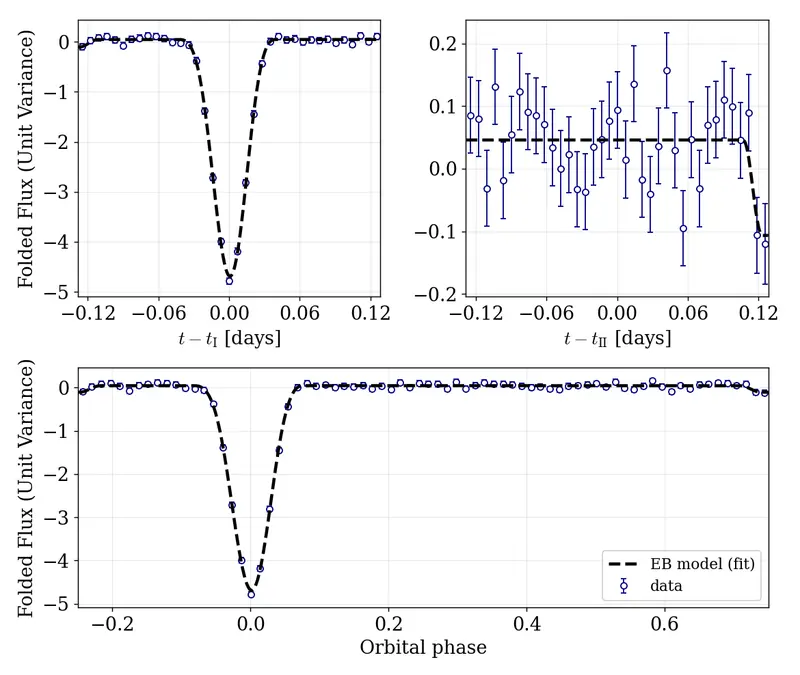 Folded Flux (Unit Variance)
0
−1
−2
−3
−4
−5
−0.12 −0.06 0.00 0.06 0.12
t − t_I [days]
0.2
0.1
0.0
−0.1
−0.2
−0.12 −0.06 0.00 0.06 0.12
t − t_II [days]
Folded Flux (Unit Variance)
0
−1
−2
−3
−4
−5
−0.2 0.0 0.2 0.4 0.6
Orbital phase
EB model (fit)
data